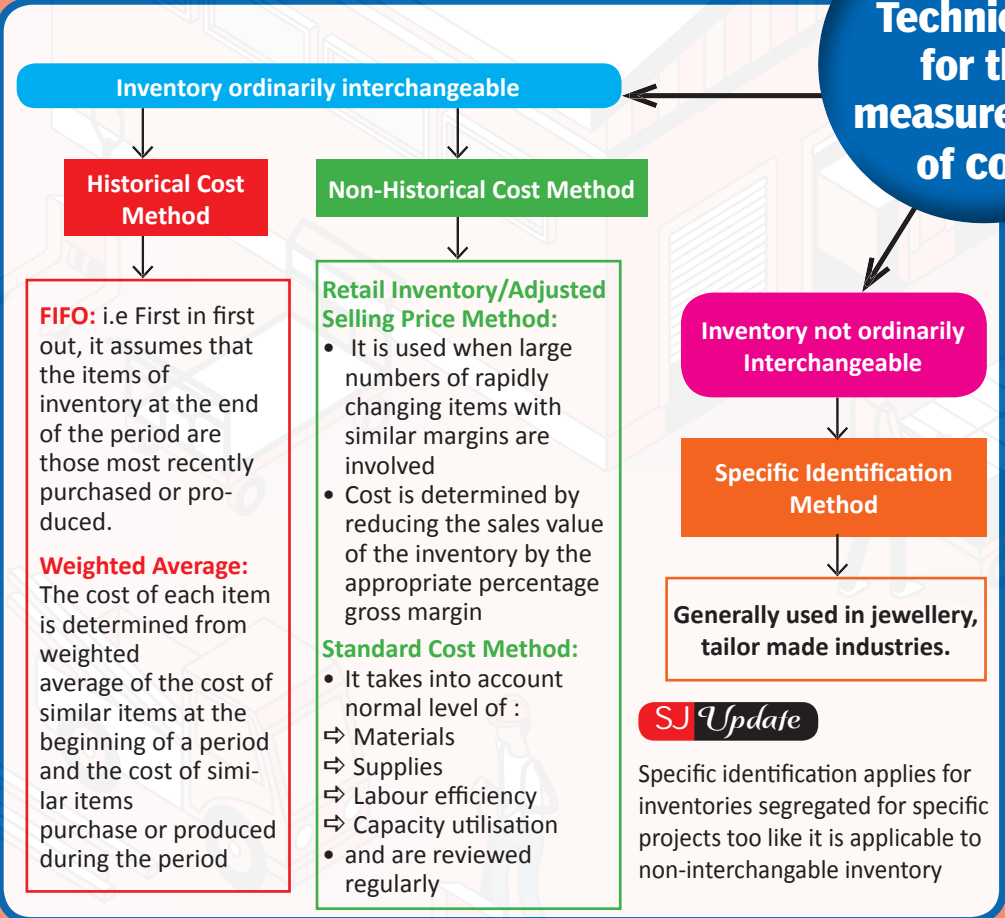 Techni
for th
measure
of co
Inventory ordinarily interchangeable
Historical Cost
Method
FIFO: i.e First in first
out, it assumes that
the items of
inventory at the end
of the period are
those most recently
purchased or pro-
duced.
Weighted Average:
The cost of each item
is determined from
weighted
average of the cost of
similar items at the
beginning of a period
and the cost of simi-
lar items
purchase or produced
during the period
Non-Historical Cost Method
Retail Inventory/Adjusted
Selling Price Method:
• It is used when large
numbers of rapidly
changing items with
similar margins are
involved
• Cost is determined by
reducing the sales value
of the inventory by the
appropriate percentage
gross margin
Standard Cost Method:
• It takes into account
normal level of :
⇨ Materials
⇨ Supplies
⇨ Labour efficiency
⇨ Capacity utilisation
• and are reviewed
regularly
Inventory not ordinarily
Interchangeable
Specific Identification
Method
Generally used in jewellery,
tailor made industries.
SJ Update
Specific identification applies for
inventories segregated for specific
projects too like it is applicable to
non-interchangable inventory